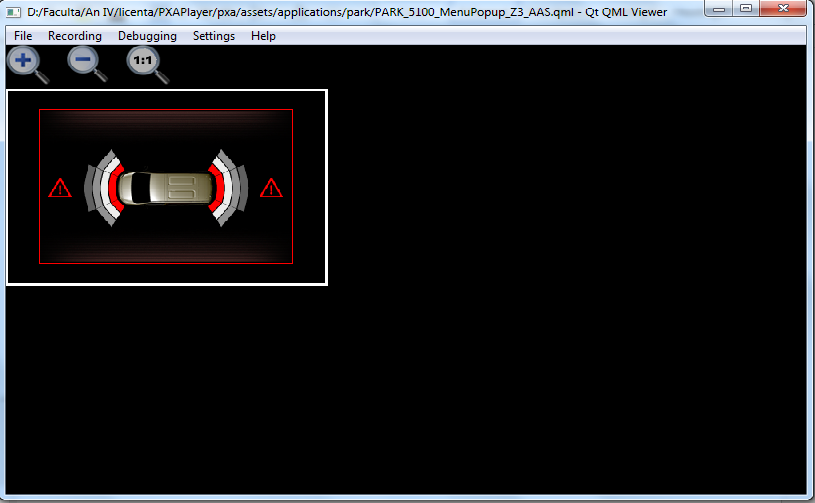 D:/Faculta/An IV/licenta/PXAPlayer/pxa/assets/applications/park/PARK_5100_MenuPopup_Z3_AAS.qml - Qt QML Viewer
File Recording Debugging Settings Help
1:1